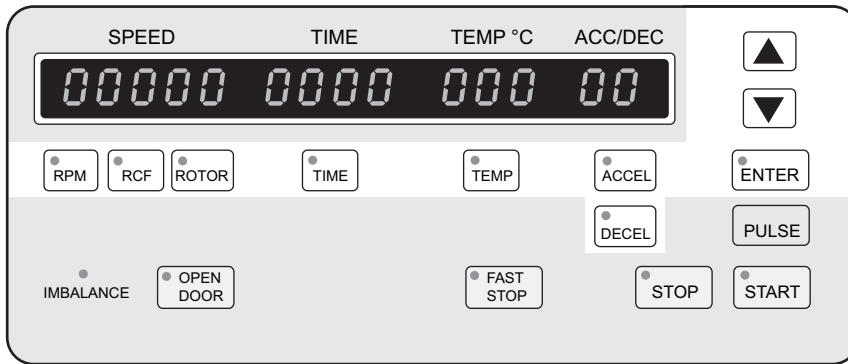 SPEED TIME TEMP °C ACC/DEC
00000 0000 000 00
RPM RCF ROTOR TIME TEMP ACCEL ENTER
DECEL PULSE
IMBALANCE
OPEN
DOOR
FAST
STOP
STOP START